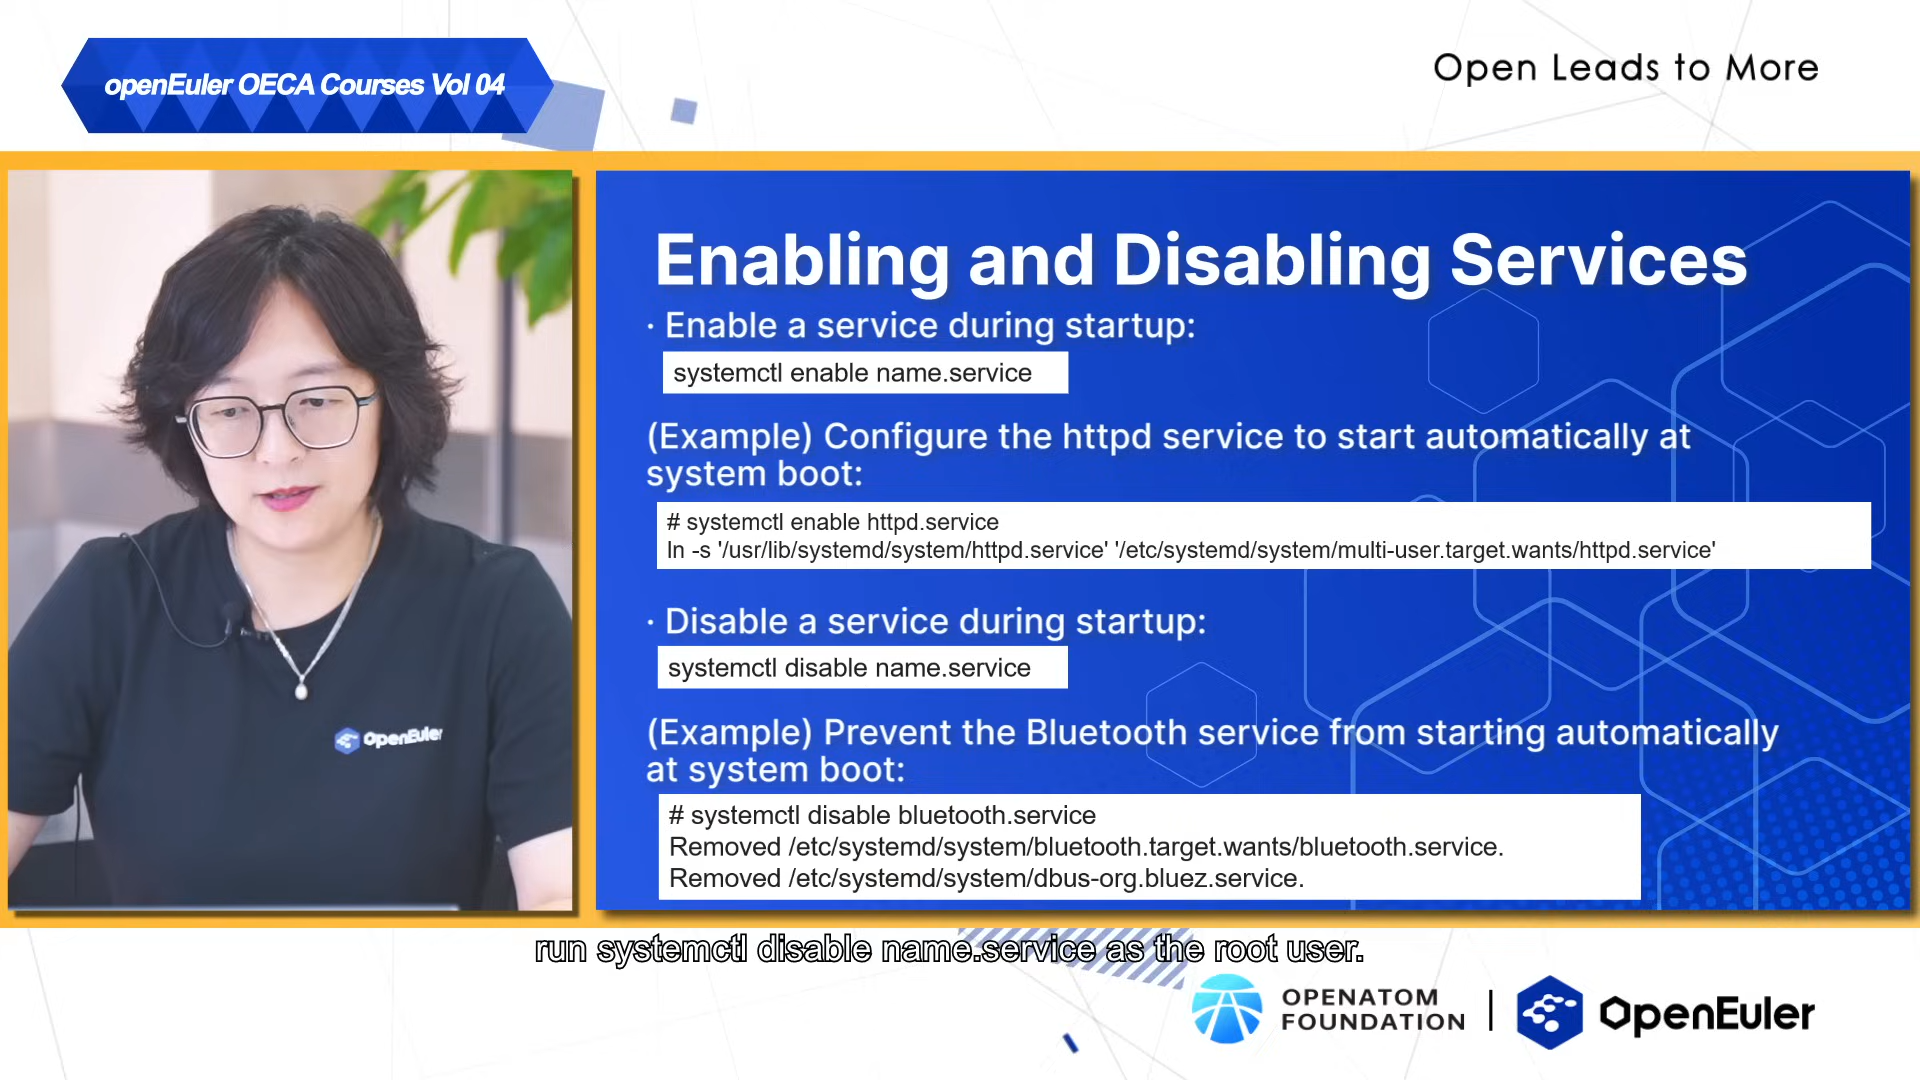 openEuler OECA Courses Vol 04
Open Leads to More
Enabling and Disabling Services
· Enable a service during startup:
systemctl enable name.service
(Example) Configure the httpd service to start automatically at
system boot:
# systemctl enable httpd.service
ln -s '/usr/lib/systemd/system/httpd.service' '/etc/systemd/system/multi-user.target.wants/httpd.service'
· Disable a service during startup:
systemctl disable name.service
(Example) Prevent the Bluetooth service from starting automatically
at system boot:
# systemctl disable bluetooth.service
Removed /etc/systemd/system/bluetooth.target.wants/bluetooth.service.
Removed /etc/systemd/system/dbus-org.bluez.service.
OpenEuler
run systemctl disable name.service as the root user.
OPENATOM
FOUNDATION
OpenEuler